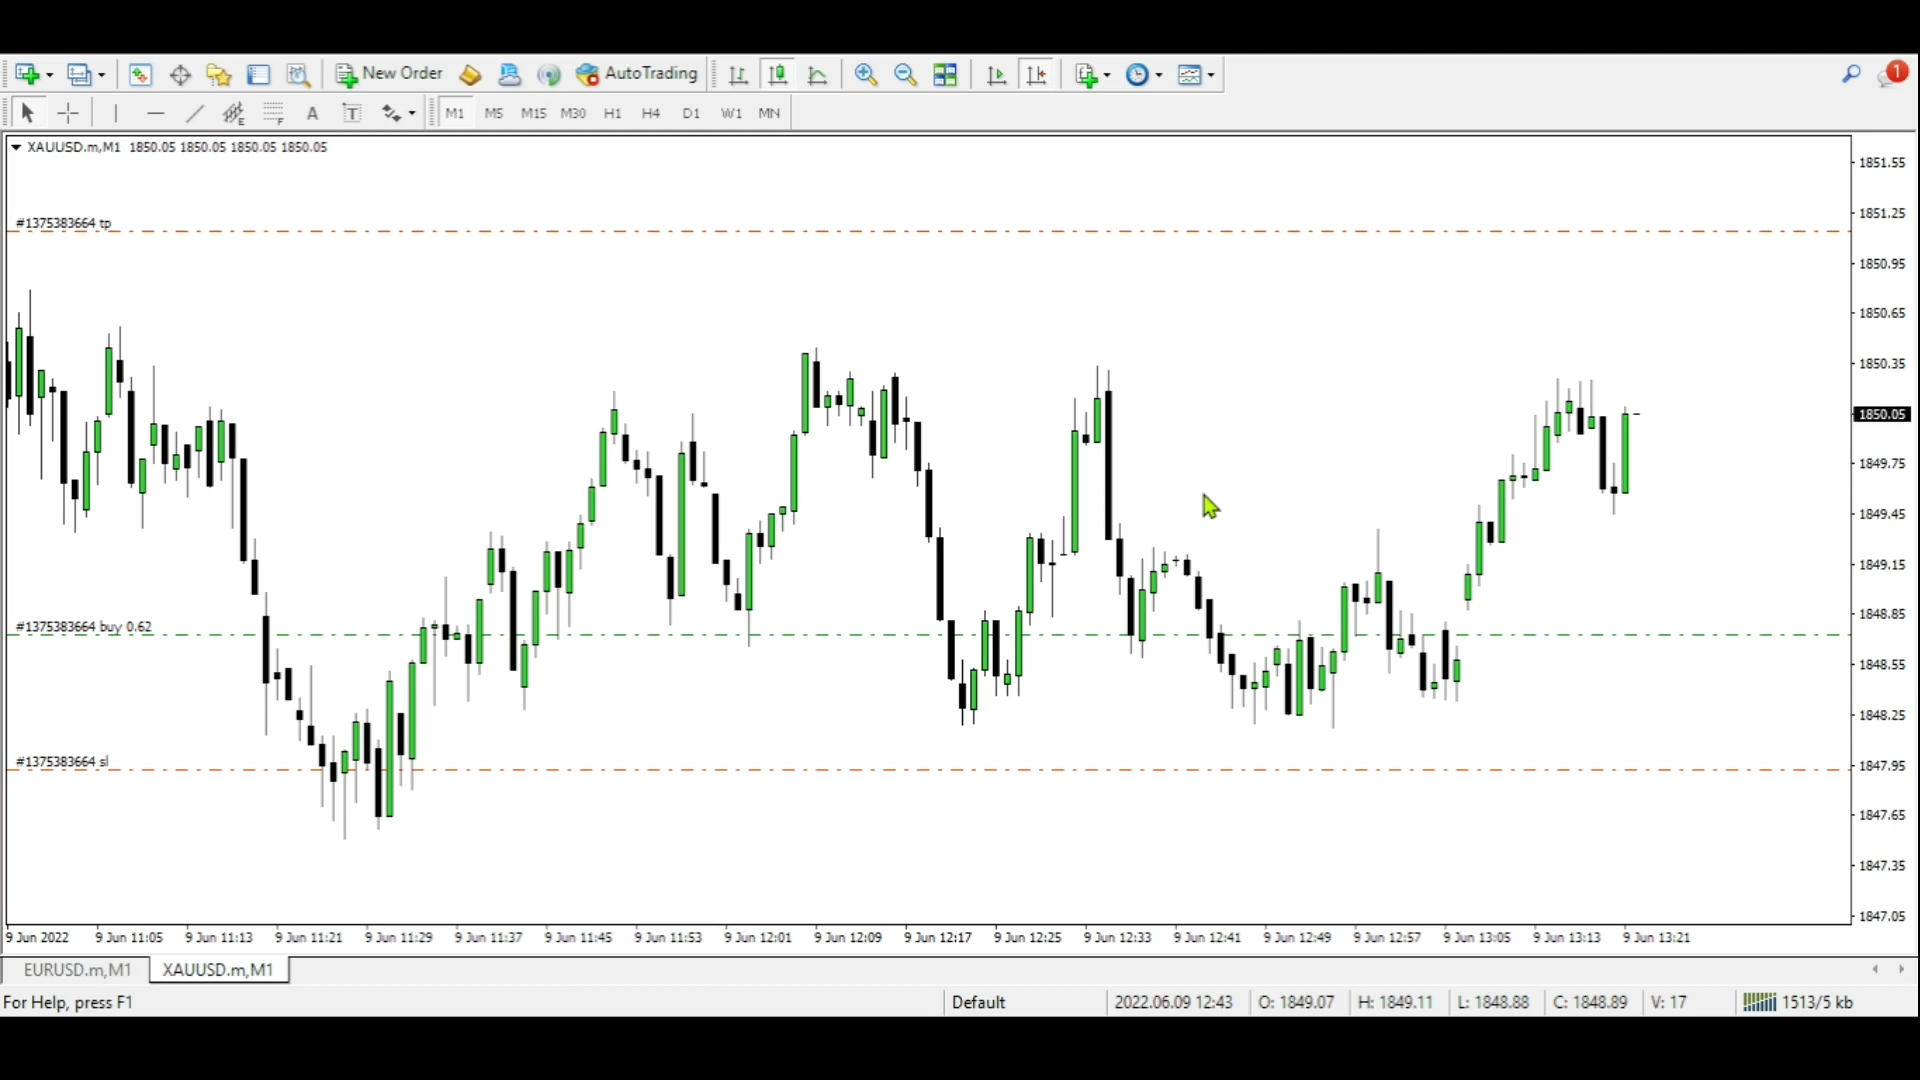 New Order AutoTrading 1
A T M1 M5 M15 M30 H1 H4 D1 W1 MN
XAUUSD.m,M1 1850.05 1850.05 1850.05 1850.05
#1375383664 tp
#1375383664 buy 0.62
#1375383664 sl
1851.55
1851.25
1850.95
1850.65
1850.35
1850.05
1849.75
1849.45
1849.15
1848.85
1848.55
1848.25
1847.95
1847.65
1847.35
1847.05
9 Jun 2022 9 Jun 11:05 9 Jun 11:13 9 Jun 11:21 9 Jun 11:29 9 Jun 11:37 9 Jun 11:45 9 Jun 11:53 9 Jun 12:01 9 Jun 12:09 9 Jun 12:17 9 Jun 12:25 9 Jun 12:33 9 Jun 12:41 9 Jun 12:49 9 Jun 12:57 9 Jun 13:05 9 Jun 13:13 9 Jun 13:21
EURUSD.m,M1 XAUUSD.m,M1
For Help, press F1 Default 2022.06.09 12:43 O: 1849.07 H: 1849.11 L: 1848.88 C: 1848.89 V: 17 1513/5 kb